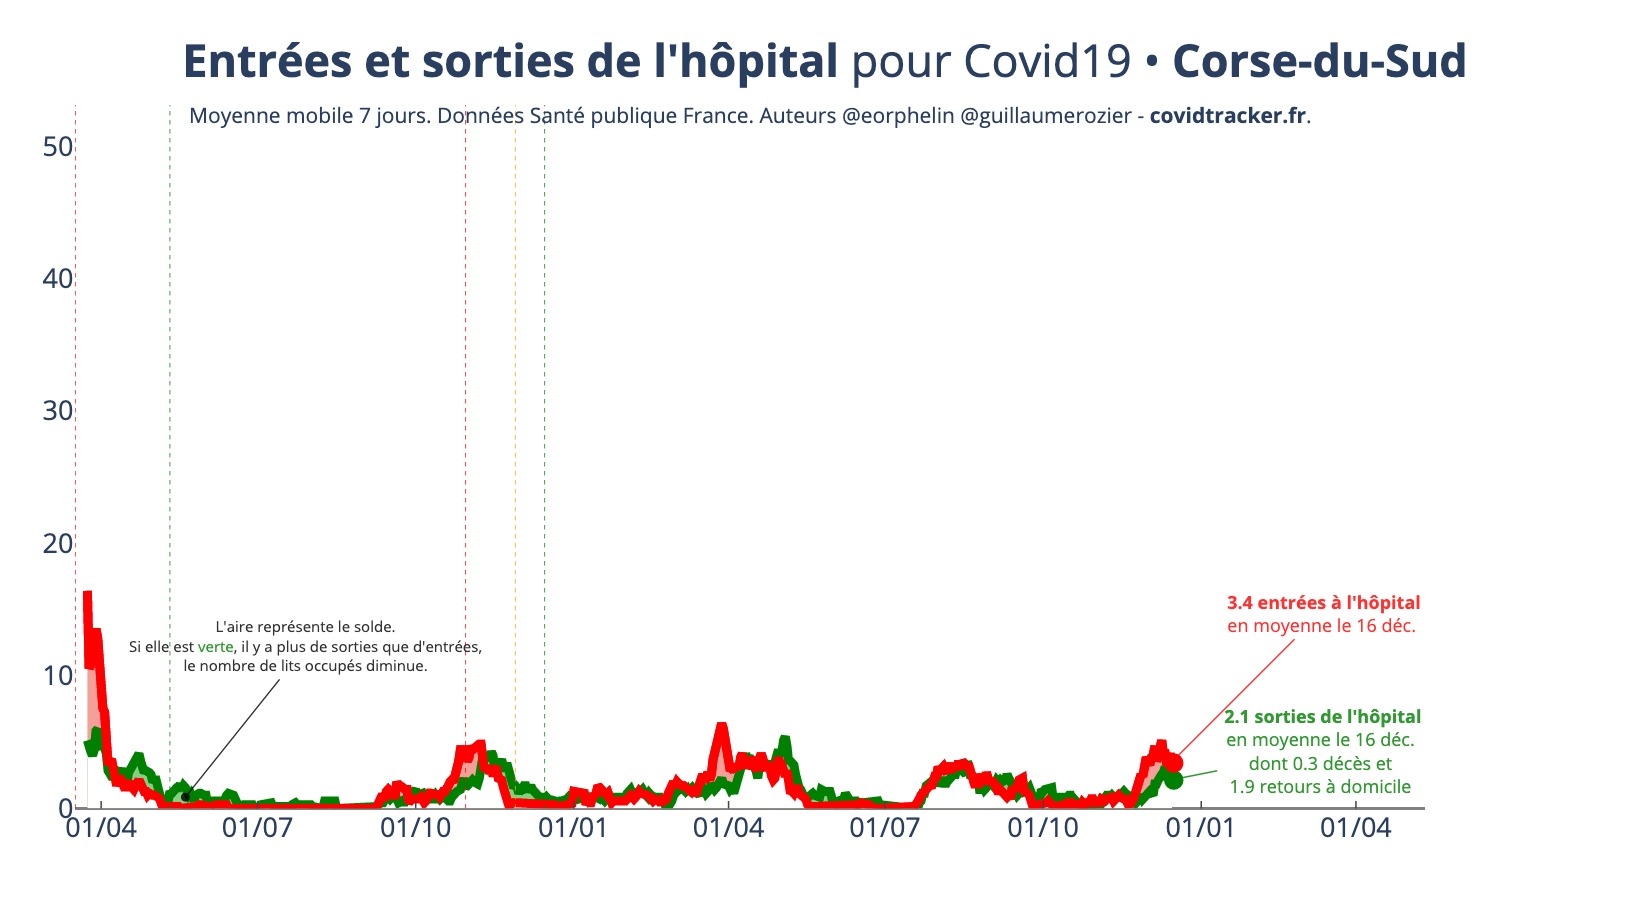 Entrées et sorties de l'hôpital pour Covid19 • Corse-du-Sud
Moyenne mobile 7 jours. Données Santé publique France. Auteurs @eorphelin @guillaumerozier - covidtracker.fr.
50
40
30
20
10
0
L'aire représente le solde.
Si elle est verte, il y a plus de sorties que d'entrées,
le nombre de lits occupés diminue.
3.4 entrées à l'hôpital
en moyenne le 16 déc.
2.1 sorties de l'hôpital
en moyenne le 16 déc.
dont 0.3 décès et
1.9 retours à domicile
01/04 01/07 01/10 01/01 01/04 01/07 01/10 01/01 01/04